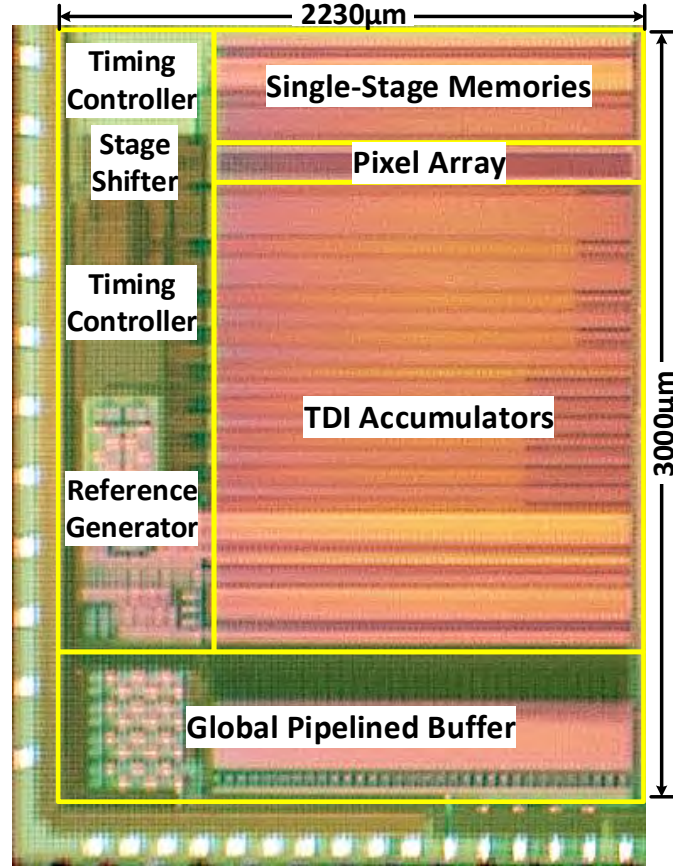 2230μm
Timing
Controller
Single-Stage Memories
Stage
Shifter
Pixel Array
Timing
Controller
TDI Accumulators
3000μm
Reference
Generator
Global Pipelined Buffer